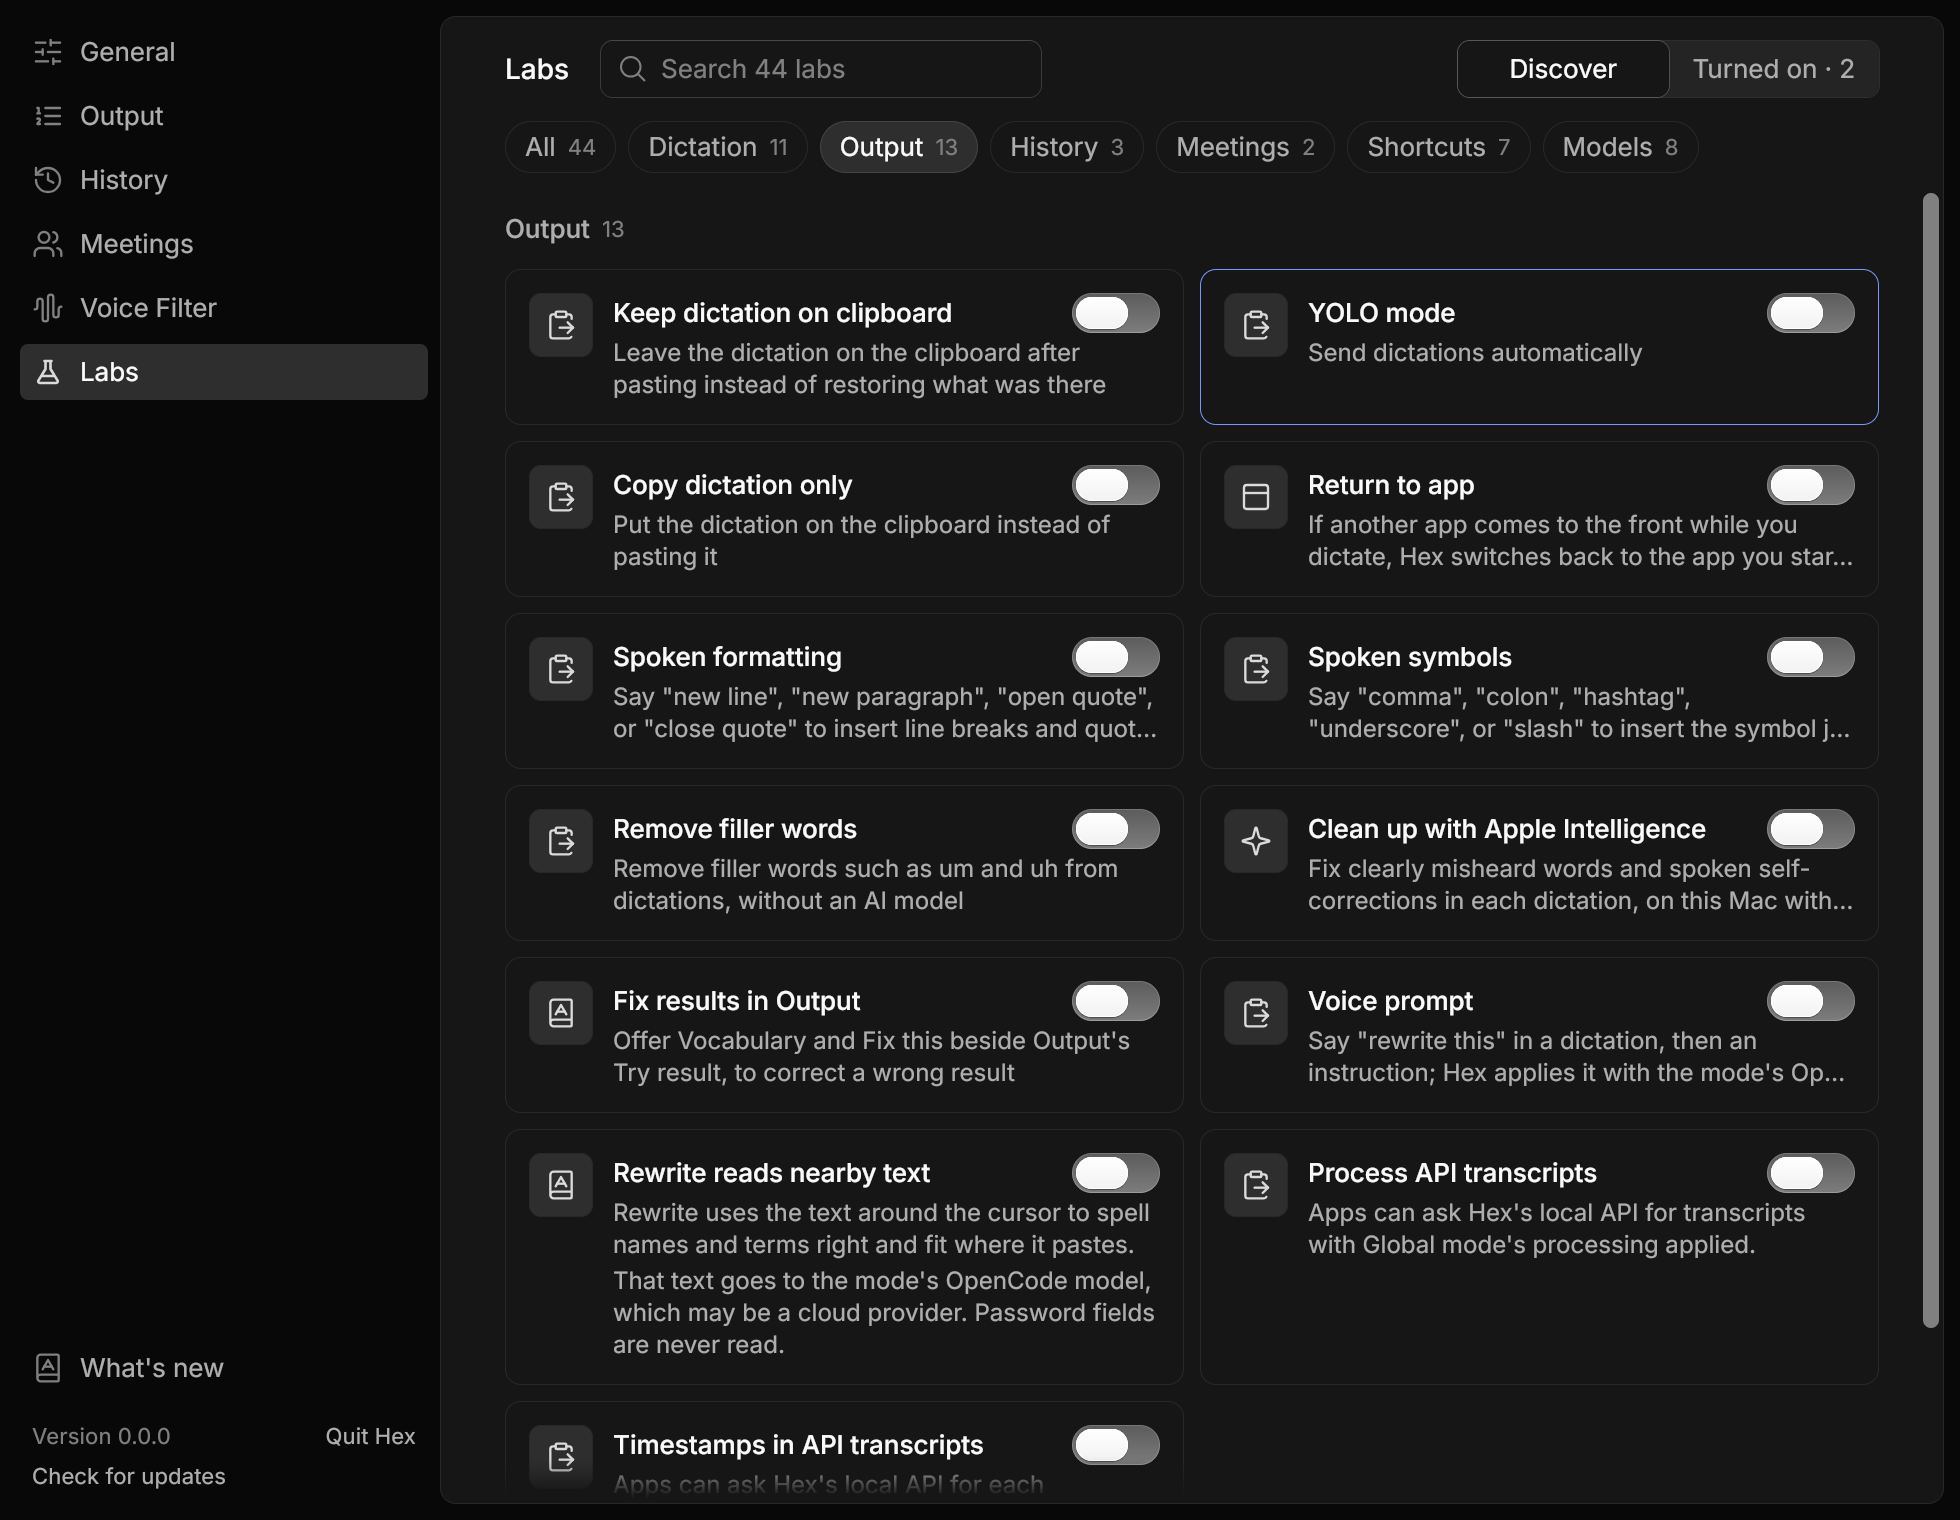 General
Output
History
Meetings
Voice Filter
Labs
What's new
Version 0.0.0
Quit Hex
Check for updates
Labs
Search 44 labs
Discover
Turned on · 2
All 44
Dictation 11
Output 13
History 3
Meetings 2
Shortcuts 7
Models 8
Output 13
Keep dictation on clipboard
Leave the dictation on the clipboard after
pasting instead of restoring what was there
YOLO mode
Send dictations automatically
Copy dictation only
Put the dictation on the clipboard instead of
pasting it
Return to app
If another app comes to the front while you
dictate, Hex switches back to the app you star...
Spoken formatting
Say "new line", "new paragraph", "open quote",
or "close quote" to insert line breaks and quot...
Spoken symbols
Say "comma", "colon", "hashtag",
"underscore", or "slash" to insert the symbol j...
Remove filler words
Remove filler words such as um and uh from
dictations, without an AI model
Clean up with Apple Intelligence
Fix clearly misheard words and spoken self-
corrections in each dictation, on this Mac with...
Fix results in Output
Offer Vocabulary and Fix this beside Output's
Try result, to correct a wrong result
Voice prompt
Say "rewrite this" in a dictation, then an
instruction; Hex applies it with the mode's Op...
Rewrite reads nearby text
Rewrite uses the text around the cursor to spell
names and terms right and fit where it pastes.
That text goes to the mode's OpenCode model,
which may be a cloud provider. Password fields
are never read.
Process API transcripts
Apps can ask Hex's local API for transcripts
with Global mode's processing applied.
Timestamps in API transcripts
Apps can ask Hex's local API for each